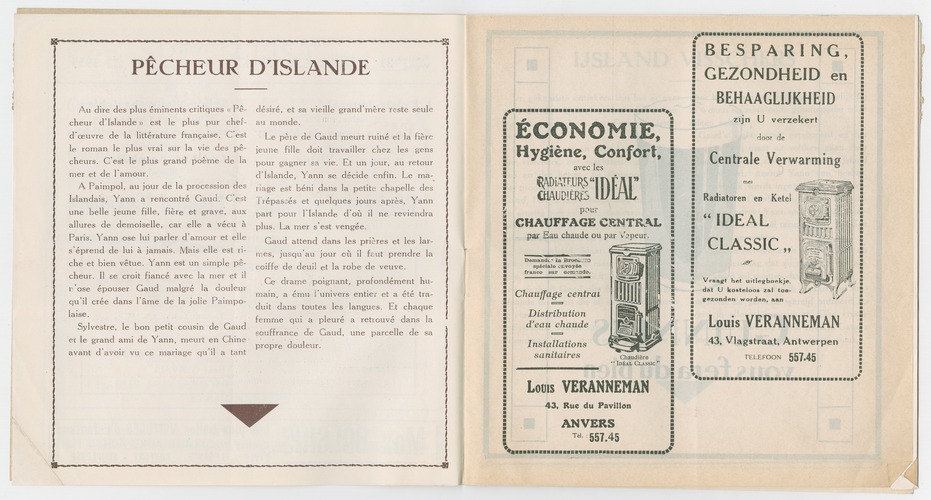 PÊCHEUR D'ISLANDE
Au dire des plus éminents critiques « Pê-
cheur d'Islande » est le plus pur chef-
d'œuvre de la littérature française. C'est
le roman le plus vrai sur la vie des pê-
cheurs. C'est le plus grand poème de la
mer et de l'amour.
A Paimpol, au jour de la procession des
Islandais, Yann a rencontré Gaud. C'est
une belle jeune fille, fière et grave, aux
allures de demoiselle, car elle a vécu à
Paris. Yann ose lui parler d'amour et elle
s'éprend de lui à jamais. Mais elle est ri-
che et bien vêtue. Yann est un simple pê-
cheur. Il se croit fiancé avec la mer et il
n'ose épouser Gaud malgré la douleur
qu'il crée dans l'âme de la jolie Paimpo-
laise.
Sylvestre, le bon petit cousin de Gaud
et le grand ami de Yann, meurt en Chine
avant d'avoir vu ce mariage qu'il a tant
désiré, et sa vieille grand'mère reste seule
au monde.
Le père de Gaud meurt ruiné et la fière
jeune fille doit travailler chez les gens
pour gagner sa vie. Et un jour, au retour
d'Islande, Yann se décide enfin. Le ma-
riage est béni dans la petite chapelle des
Trépassés et quelques jours après, Yann
part pour l'Islande d'où il ne reviendra
plus. La mer s'est vengée.
Gaud attend dans les prières et les lar-
mes, jusqu'au jour où il faut prendre la
coiffe de deuil et la robe de veuve.
Ce drame poignant, profondément hu-
main, a ému l'univers entier et a été tra-
duit dans toutes les langues. Et chaque
femme qui a pleuré a retrouvé dans la
souffrance de Gaud, une parcelle de sa
propre douleur.
ÉCONOMIE,
Hygiène, Confort,
avec les
RADIATEURS "IDÉAL"
CHAUDIÈRES
pour
CHAUFFAGE CENTRAL
par Eau chaude ou par Vapeur.
Demandez la Brochure
spéciale envoyée
franco sur demande.
Chauffage central
Distribution
d'eau chaude
Installations
sanitaires
Chaudière
"IDEAL CLASSIC"
Louis VERANNEMAN
43, Rue du Pavillon
ANVERS
Tél. : 557.45
BESPARING,
GEZONDHEID en
BEHAAGLIJKHEID
zijn U verzekert
door de
Centrale Verwarming
met
Radiatoren en Ketel
"IDEAL
CLASSIC„
Vraagt het uitlegboekje,
dat U kosteloos zal toe-
gezonden worden, aan
Louis VERANNEMAN
43, Vlagstraat, Antwerpen
TELEFOON 557.45